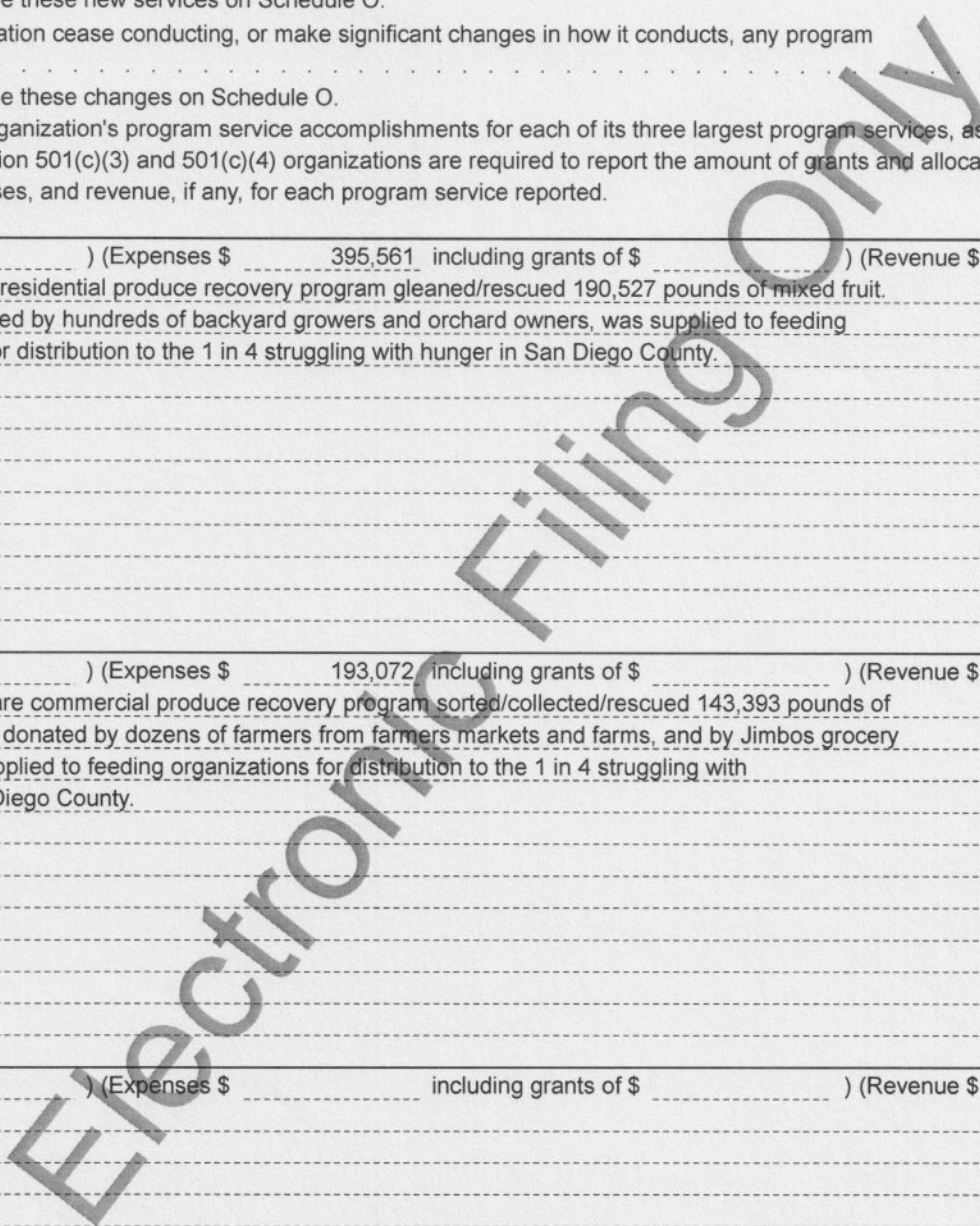 e these new services on Schedule O.
ation cease conducting, or make significant changes in how it conducts, any program
e these changes on Schedule O.
ganization's program service accomplishments for each of its three largest program services, as
ion 501(c)(3) and 501(c)(4) organizations are required to report the amount of grants and alloca
ses, and revenue, if any, for each program service reported.
) (Expenses $ 395,561 including grants of $ ) (Revenue $
residential produce recovery program gleaned/rescued 190,527 pounds of mixed fruit.
ed by hundreds of backyard growers and orchard owners, was supplied to feeding
or distribution to the 1 in 4 struggling with hunger in San Diego County.
) (Expenses $ 193,072 including grants of $ ) (Revenue $
are commercial produce recovery program sorted/collected/rescued 143,393 pounds of
donated by dozens of farmers from farmers markets and farms, and by Jimbos grocery
pplied to feeding organizations for distribution to the 1 in 4 struggling with
Diego County.
) (Expenses $ including grants of $ ) (Revenue $
Electronic Filing Only